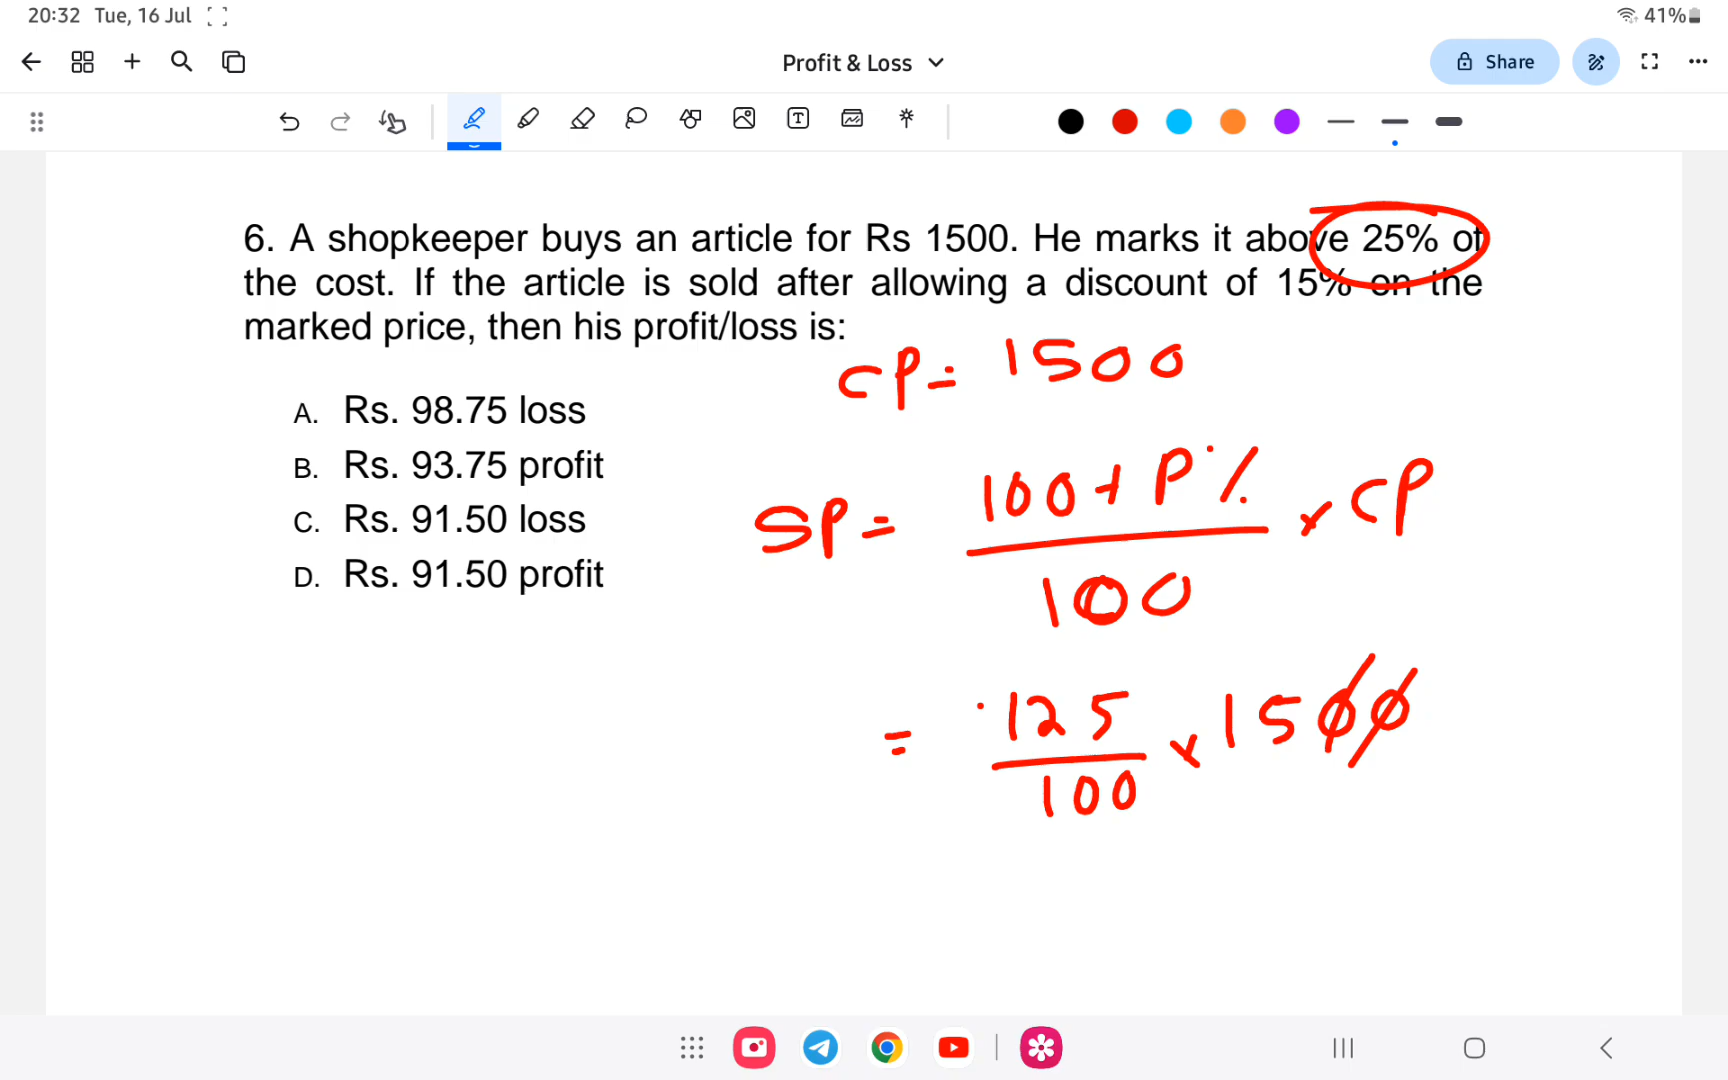 20:32 Tue, 16 Jul 41%
Profit & Loss
Share
6. A shopkeeper buys an article for Rs 1500. He marks it above 25% of
the cost. If the article is sold after allowing a discount of 15% on the
marked price, then his profit/loss is:
CP = 1500
A. Rs. 98.75 loss
B. Rs. 93.75 profit
C. Rs. 91.50 loss
D. Rs. 91.50 profit
SP = 100 + P% / 100 × CP
= 125 / 100 × 1500